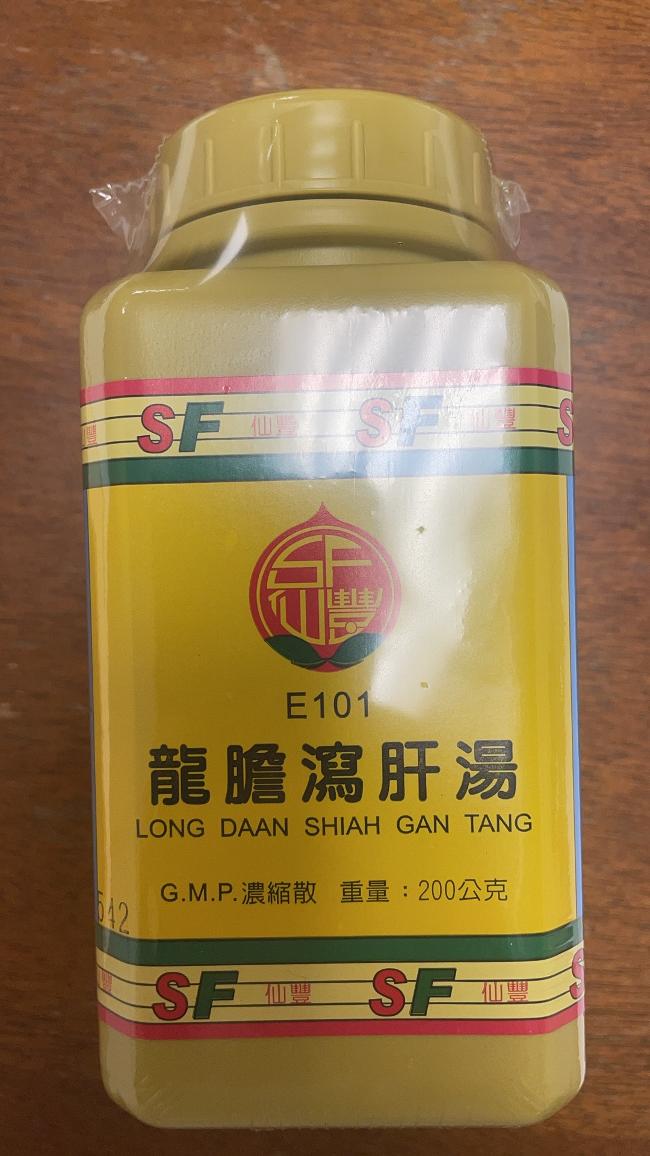 SF 仙豐 SF 仙豐 S
SF
仙豐
E101
龍膽瀉肝湯
LONG DAAN SHIAH GAN TANG
G.M.P.濃縮散 重量：200公克
542
SF 仙豐 SF 仙豐 S